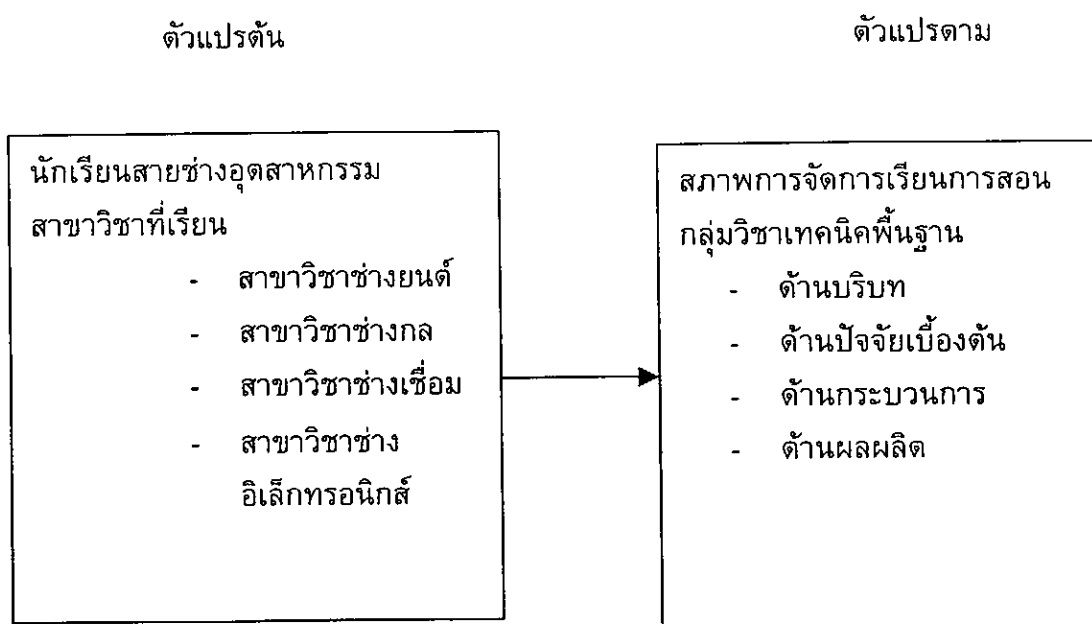 ตัวแปรต้น
ตัวแปรตาม
นักเรียนสายช่างอุตสาหกรรม
สาขาวิชาที่เรียน
- สาขาวิชาช่างยนต์
- สาขาวิชาช่างกล
- สาขาวิชาช่างเชื่อม
- สาขาวิชาช่าง
อิเล็กทรอนิกส์
สภาพการจัดการเรียนการสอน
กลุ่มวิชาเทคนิคพื้นฐาน
- ด้านบริบท
- ด้านปัจจัยเบื้องต้น
- ด้านกระบวนการ
- ด้านผลผลิต